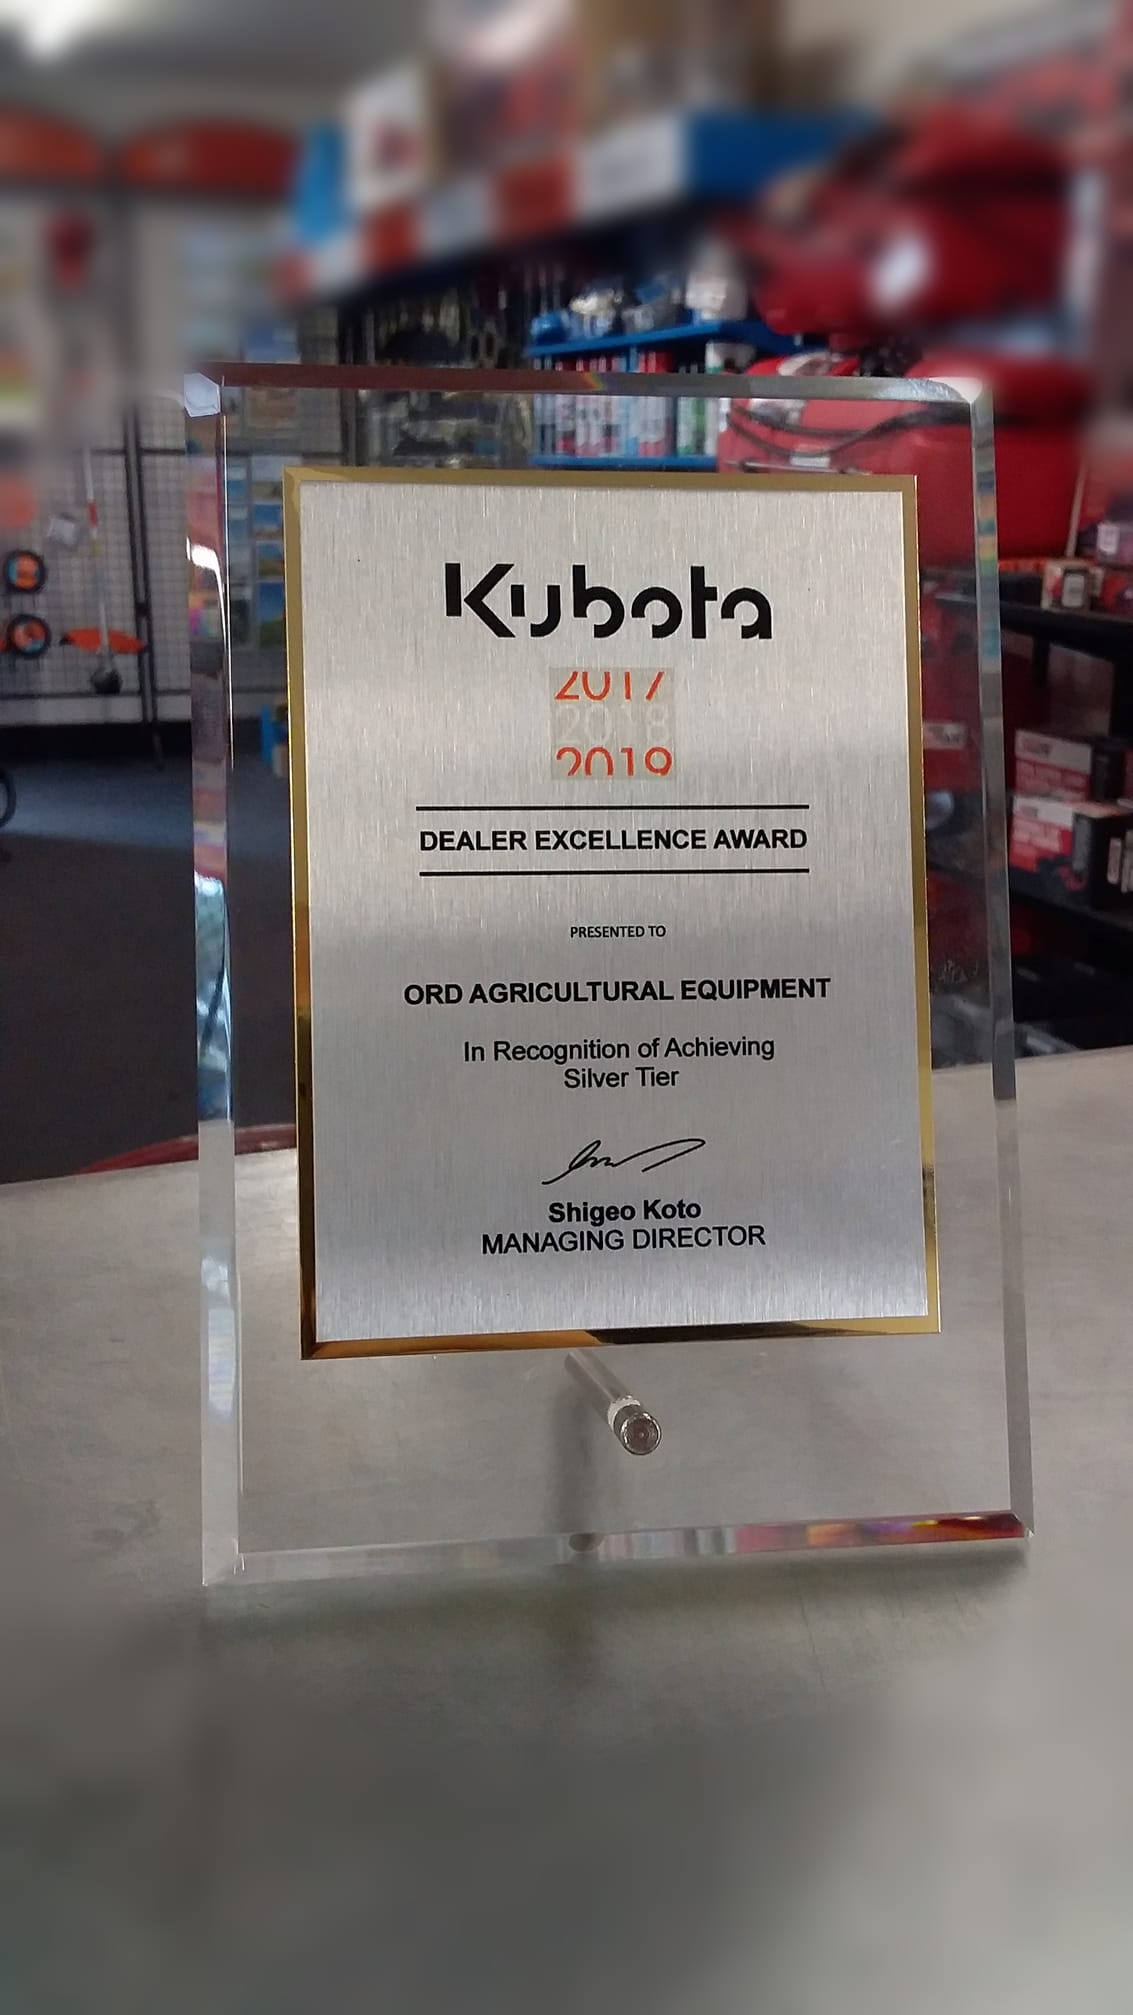 Kubota
2017
2018
2019
DEALER EXCELLENCE AWARD
PRESENTED TO
ORD AGRICULTURAL EQUIPMENT
In Recognition of Achieving
Silver Tier
Shigeo Koto
MANAGING DIRECTOR